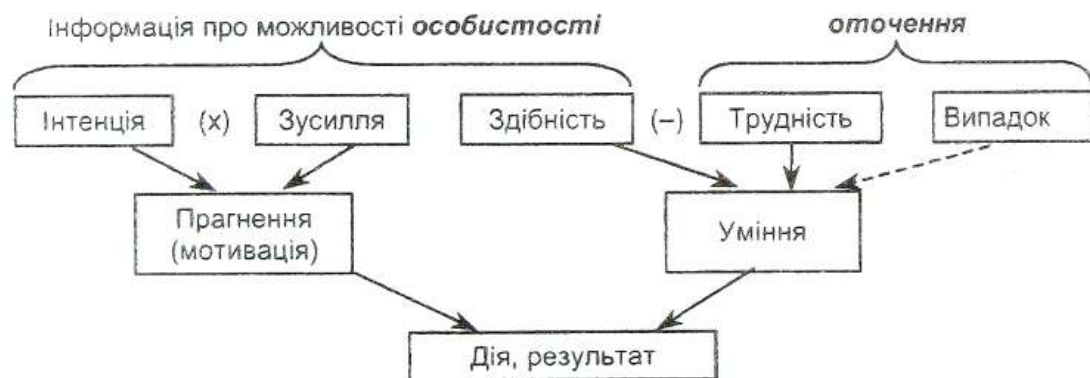 Інформація про можливості особистості оточення
Інтенція (x) Зусилля Здібність (–) Трудність Випадок
Прагнення
(мотивація)
Уміння
Дія, результат